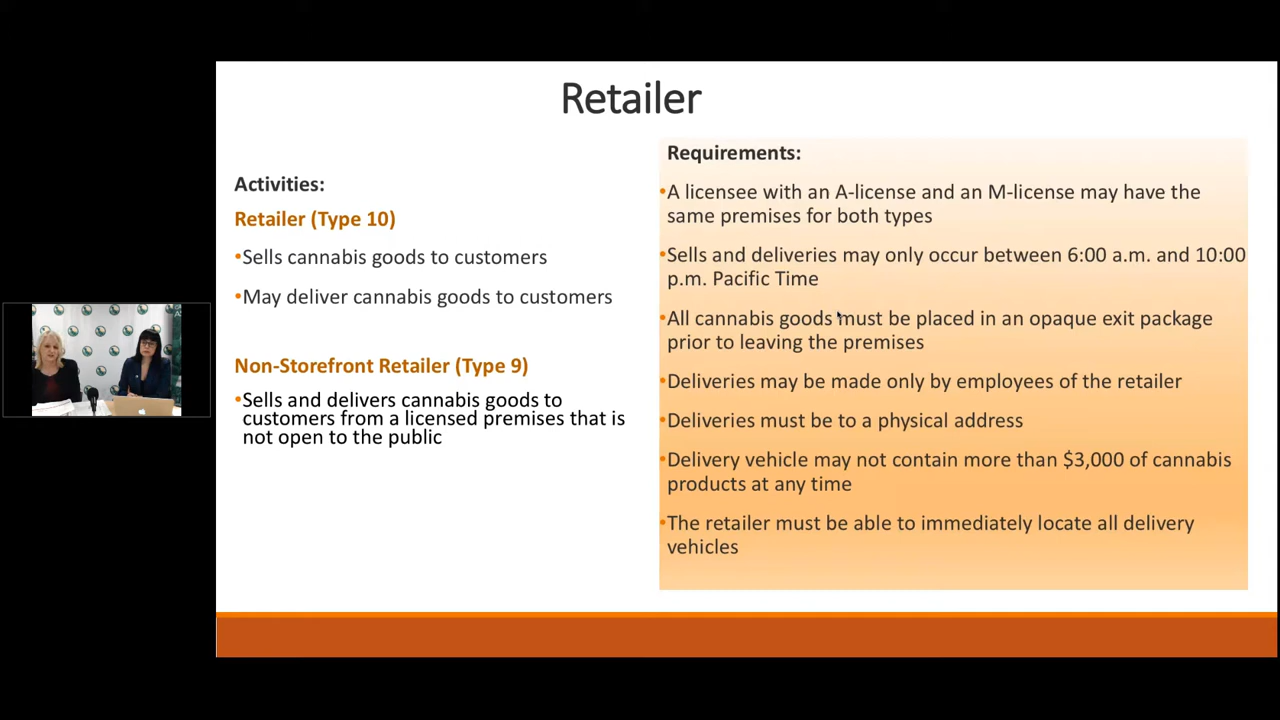 Retailer
Activities:
Retailer (Type 10)
•Sells cannabis goods to customers
•May deliver cannabis goods to customers
Non-Storefront Retailer (Type 9)
•Sells and delivers cannabis goods to
customers from a licensed premises that is
not open to the public
Requirements:
•A licensee with an A-license and an M-license may have the
same premises for both types
•Sells and deliveries may only occur between 6:00 a.m. and 10:00
p.m. Pacific Time
•All cannabis goods must be placed in an opaque exit package
prior to leaving the premises
•Deliveries may be made only by employees of the retailer
•Deliveries must be to a physical address
•Delivery vehicle may not contain more than $3,000 of cannabis
products at any time
•The retailer must be able to immediately locate all delivery
vehicles